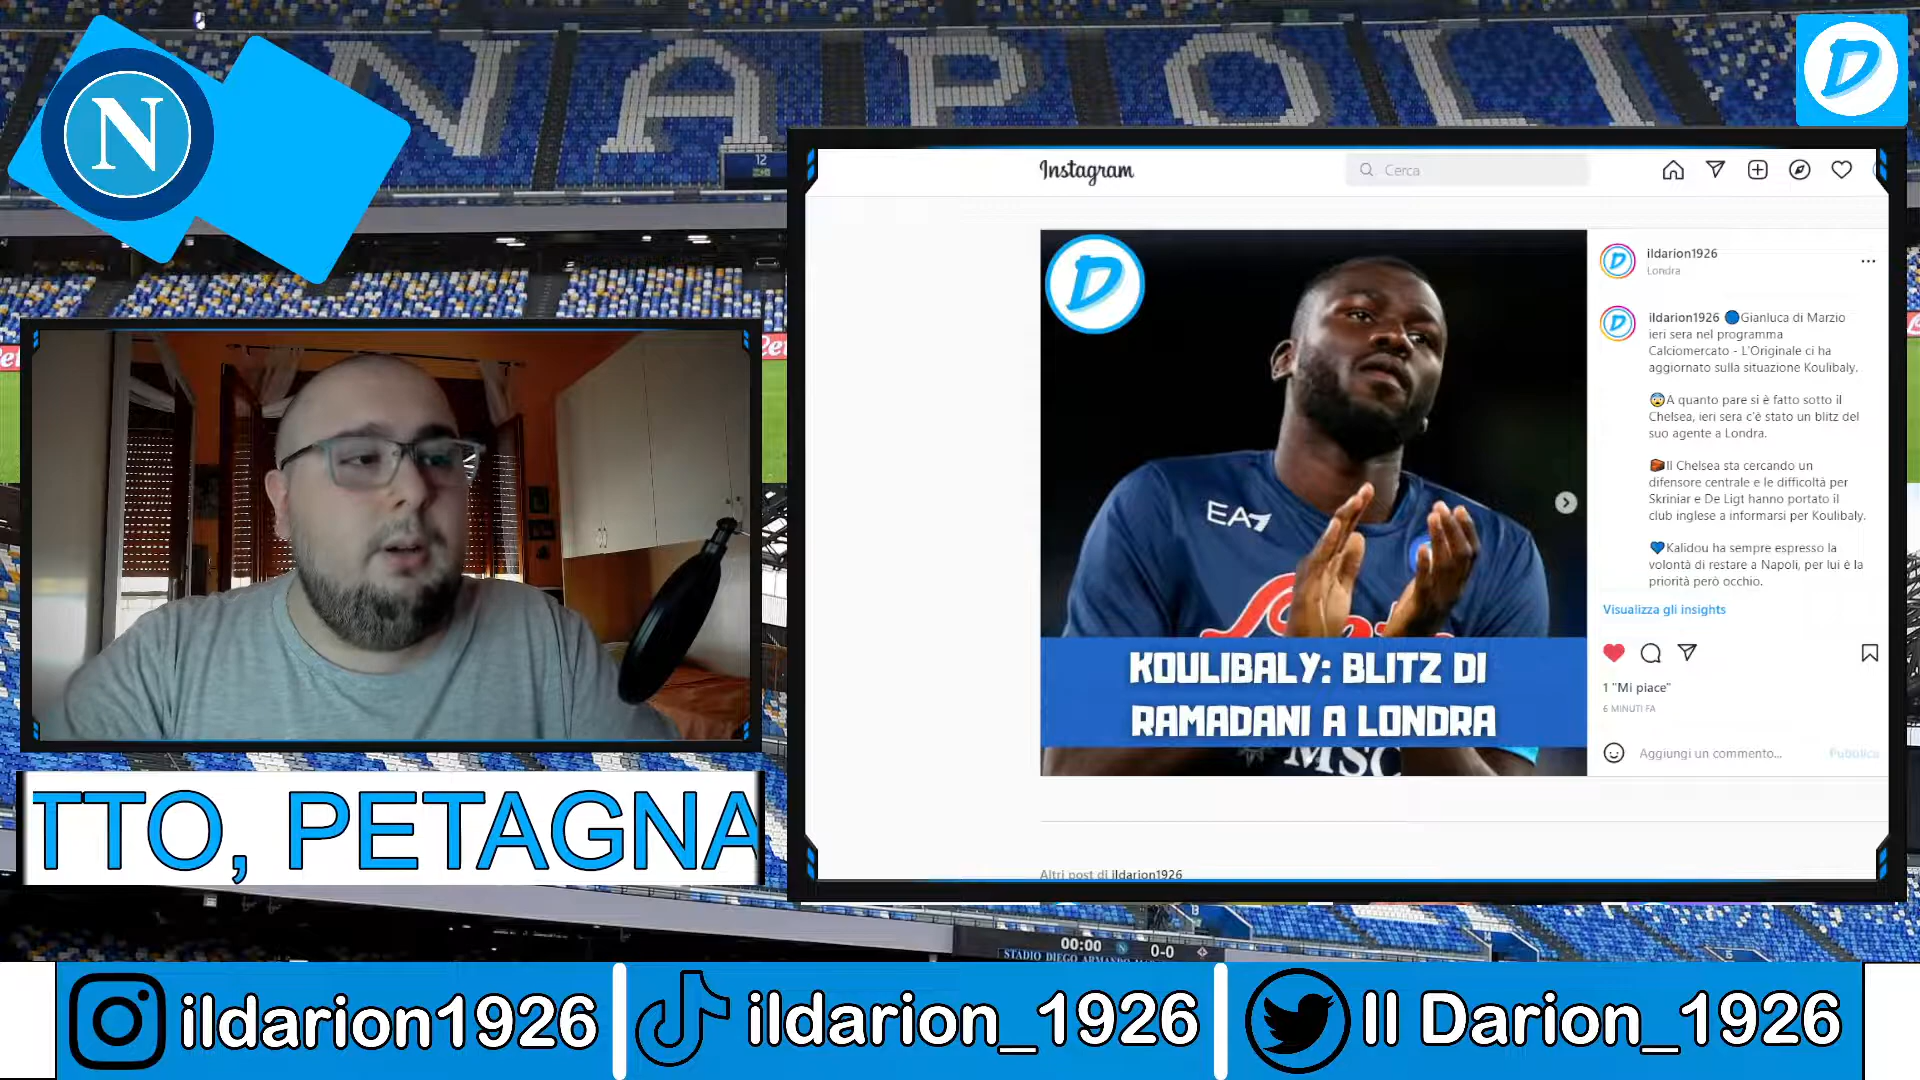 NAPOLI
N
D
12
Instagram
Cerca
D
ildarion1926
Londra
ildarion1926 🔵Gianluca di Marzio
ieri sera nel programma
Calciomercato - L'Originale ci ha
aggiornato sulla situazione Koulibaly.
😨A quanto pare si è fatto sotto il
Chelsea, ieri sera c'è stato un blitz del
suo agente a Londra.
🧱Il Chelsea sta cercando un
difensore centrale e le difficoltà per
Skriniar e De Ligt hanno portato il
club inglese a informarsi per Koulibaly.
💙Kalidou ha sempre espresso la
volontà di restare a Napoli, per lui è la
priorità però occhio.
Visualizza gli insights
1 "Mi piace"
6 MINUTI FA
Aggiungi un commento...
Pubblica
EA7
KOULIBALY: BLITZ DI
RAMADANI A LONDRA
MSC
Altri post di ildarion1926
TTO, PETAGNA
13
14
15
00:00
0-0
STADIO DIEGO
ildarion1926
ildarion_1926
Il Darion_1926